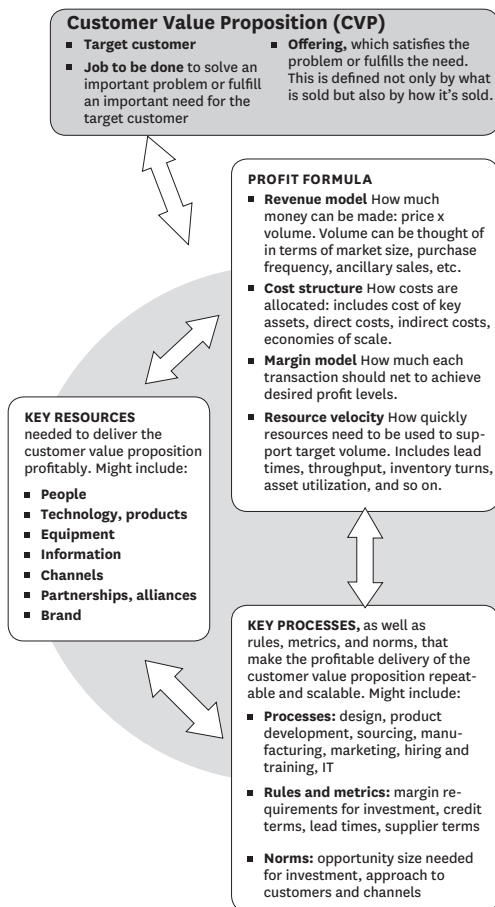 Customer Value Proposition (CVP)
▪ Target customer
▪ Job to be done to solve an
important problem or fulfill
an important need for the
target customer
▪ Offering, which satisfies the
problem or fulfills the need.
This is defined not only by what
is sold but also by how it’s sold.
PROFIT FORMULA
▪ Revenue model How much
money can be made: price x
volume. Volume can be thought of
in terms of market size, purchase
frequency, ancillary sales, etc.
▪ Cost structure How costs are
allocated: includes cost of key
assets, direct costs, indirect costs,
economies of scale.
▪ Margin model How much each
transaction should net to achieve
desired profit levels.
▪ Resource velocity How quickly
resources need to be used to sup-
port target volume. Includes lead
times, throughput, inventory turns,
asset utilization, and so on.
KEY RESOURCES
needed to deliver the
customer value proposition
profitably. Might include:
▪ People
▪ Technology, products
▪ Equipment
▪ Information
▪ Channels
▪ Partnerships, alliances
▪ Brand
KEY PROCESSES, as well as
rules, metrics, and norms, that
make the profitable delivery of the
customer value proposition repeat-
able and scalable. Might include:
▪ Processes: design, product
development, sourcing, manu-
facturing, marketing, hiring and
training, IT
▪ Rules and metrics: margin re-
quirements for investment, credit
terms, lead times, supplier terms
▪ Norms: opportunity size needed
for investment, approach to
customers and channels